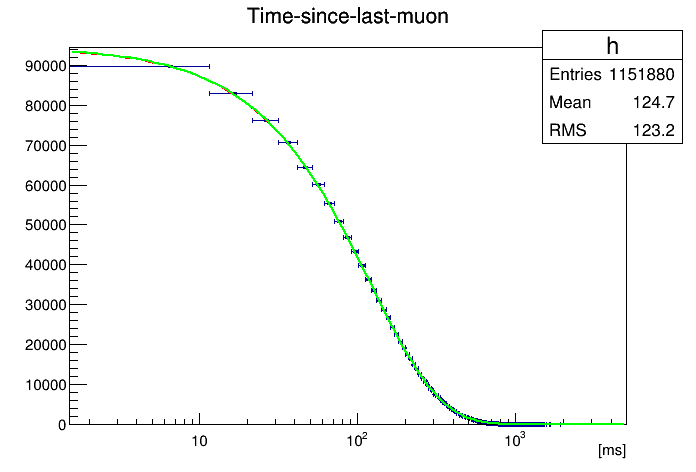 Time-since-last-muon
h
Entries 1151880
Mean 124.7
RMS 123.2
90000
80000
70000
60000
50000
40000
30000
20000
10000
0
10
10²
10³
[ms]